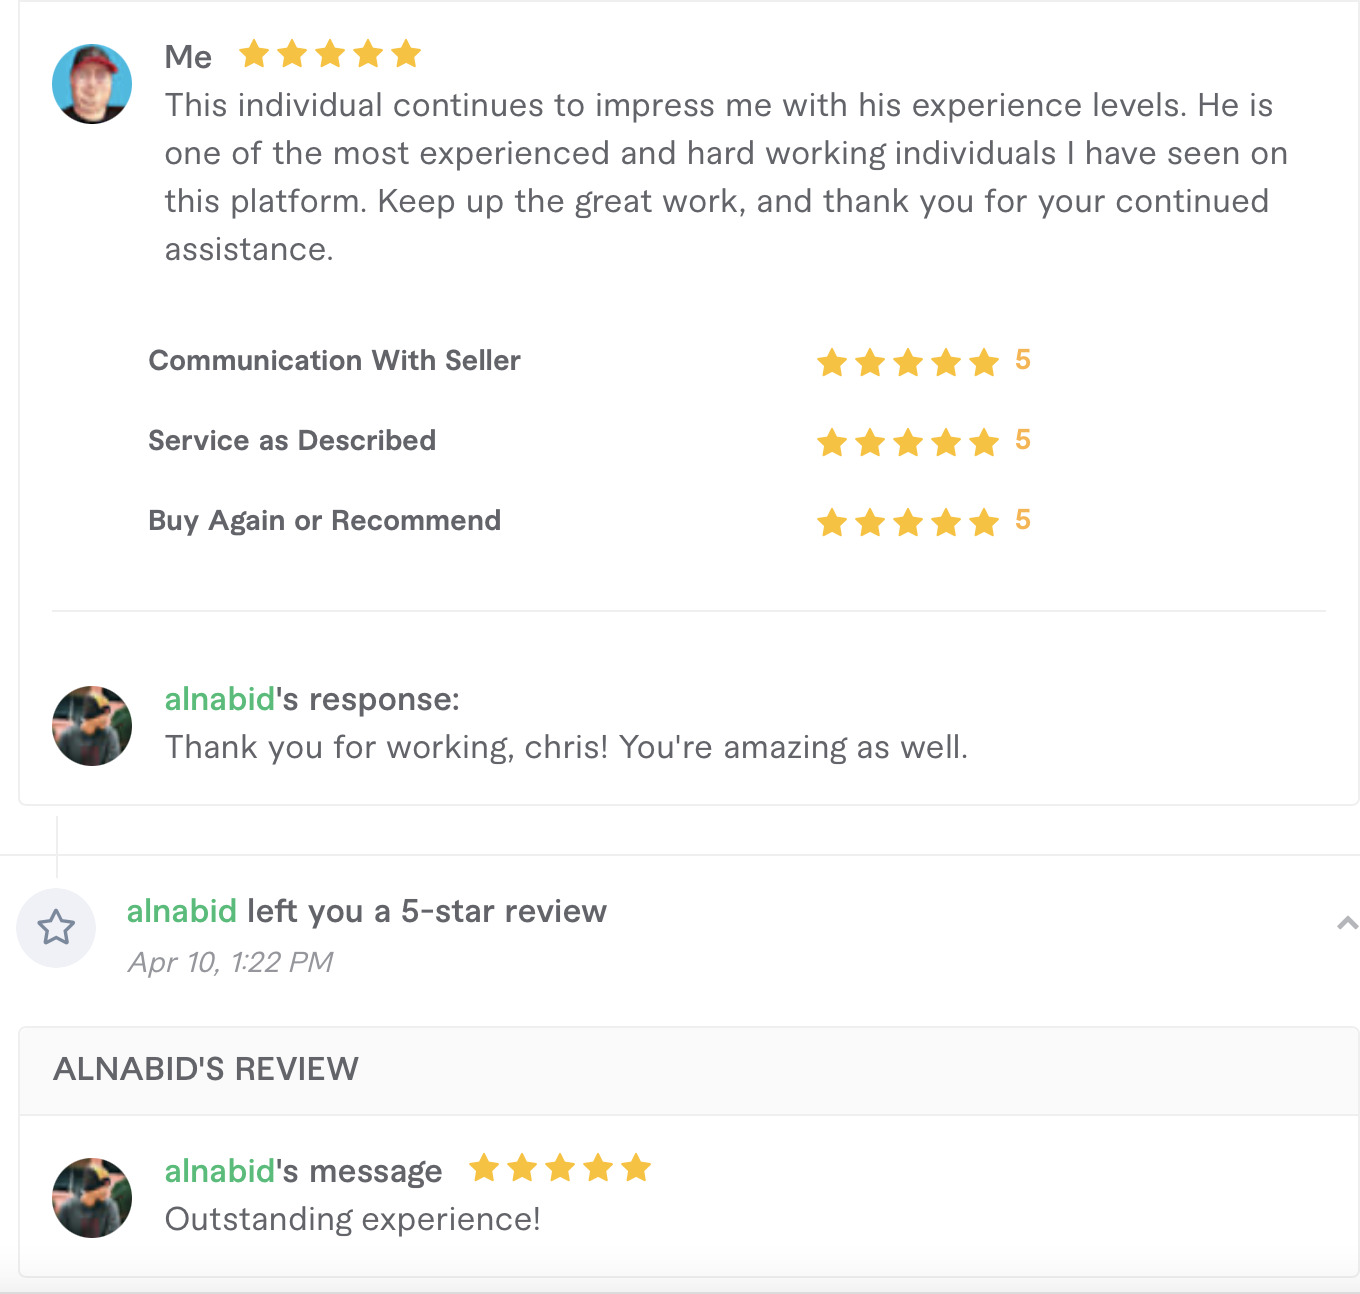 Me
This individual continues to impress me with his experience levels. He is
one of the most experienced and hard working individuals I have seen on
this platform. Keep up the great work, and thank you for your continued
assistance.
Communication With Seller 5
Service as Described 5
Buy Again or Recommend 5
alnabid's response:
Thank you for working, chris! You're amazing as well.
alnabid left you a 5-star review
Apr 10, 1:22 PM
ALNABID'S REVIEW
alnabid's message
Outstanding experience!